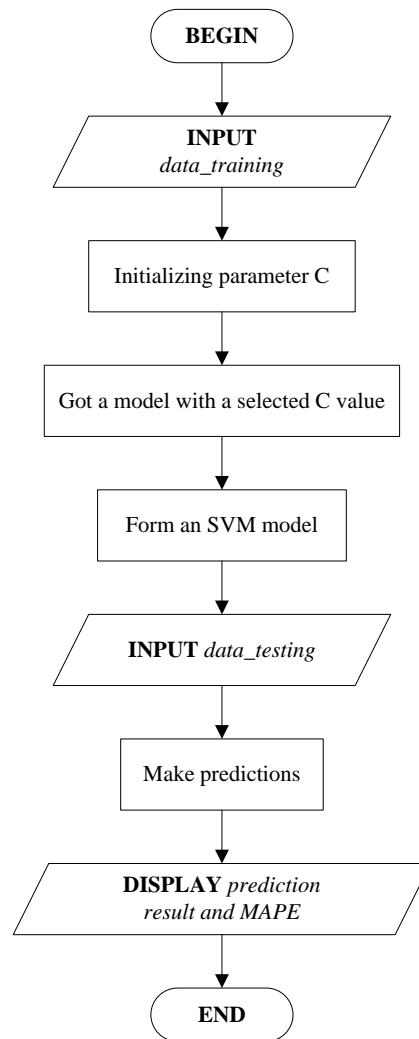 BEGIN
INPUT
data_training
Initializing parameter C
Got a model with a selected C value
Form an SVM model
INPUT data_testing
Make predictions
DISPLAY prediction
result and MAPE
END